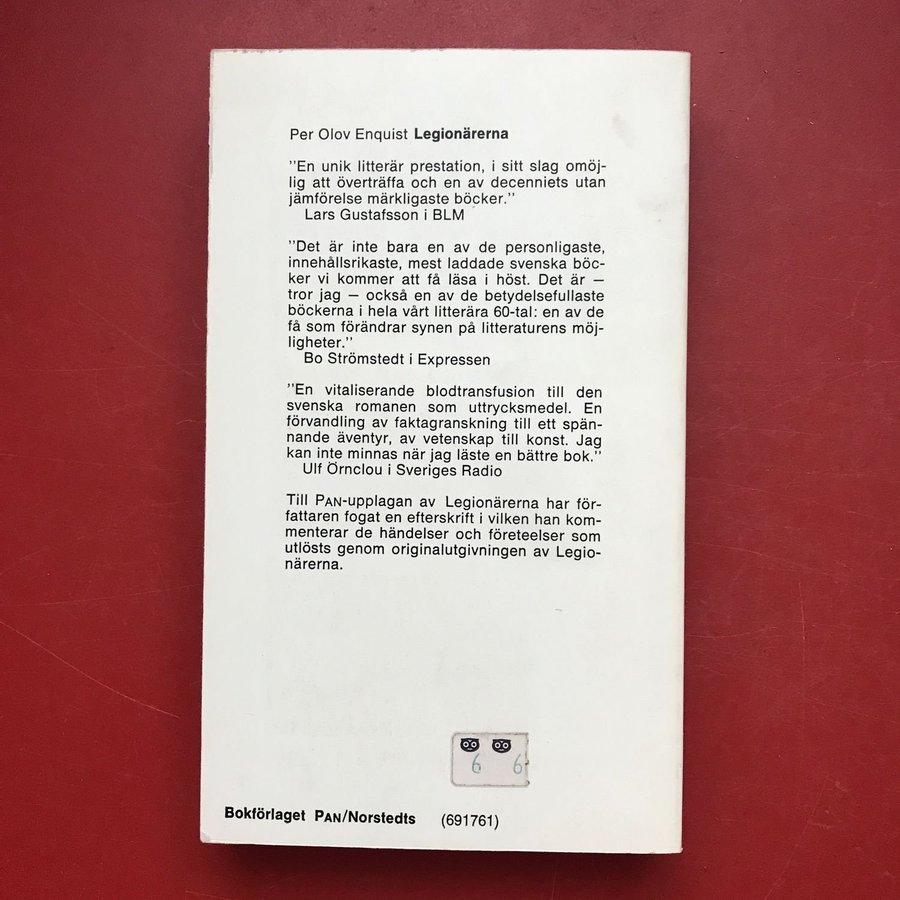 Per Olov Enquist Legionärerna
"En unik litterär prestation, i sitt slag omöj-
lig att överträffa och en av decenniets utan
jämförelse märkligaste böcker."
Lars Gustafsson i BLM
"Det är inte bara en av de personligaste,
innehållsrikaste, mest laddade svenska böc-
ker vi kommer att få läsa i höst. Det är —
tror jag — också en av de betydelsefullaste
böckerna i hela vårt litterära 60-tal: en av de
få som förändrar synen på litteraturens möj-
ligheter."
Bo Strömstedt i Expressen
"En vitaliserande blodtransfusion till den
svenska romanen som uttrycksmedel. En
förvandling av faktagranskning till ett spän-
nande äventyr, av vetenskap till konst. Jag
kan inte minnas när jag läste en bättre bok."
Ulf Örnclou i Sveriges Radio
Till PAN-upplagan av Legionärerna har för-
fattaren fogat en efterskrift i vilken han kom-
menterar de händelser och företeelser som
utlösts genom originalutgivningen av Legio-
närerna.
6 6
Bokförlaget PAN/Norstedts (691761)